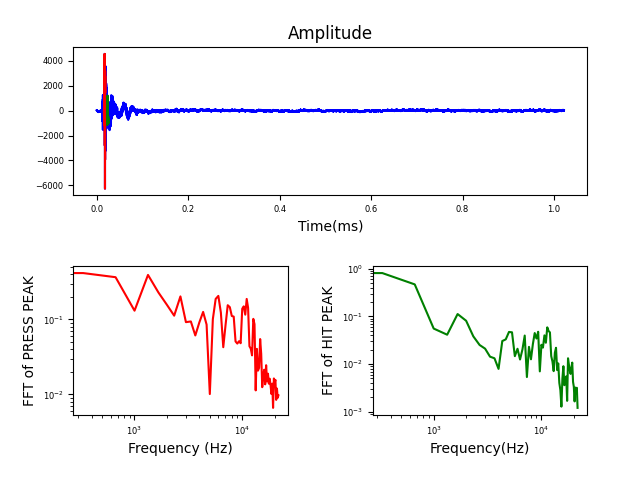 Amplitude
4000
2000
0
−2000
−4000
−6000
0.0 0.2 0.4 0.6 0.8 1.0
Time(ms)
FFT of PRESS PEAK
10⁻¹
10⁻²
10³ 10⁴
Frequency (Hz)
FFT of HIT PEAK
10⁰
10⁻¹
10⁻²
10⁻³
10³ 10⁴
Frequency(Hz)